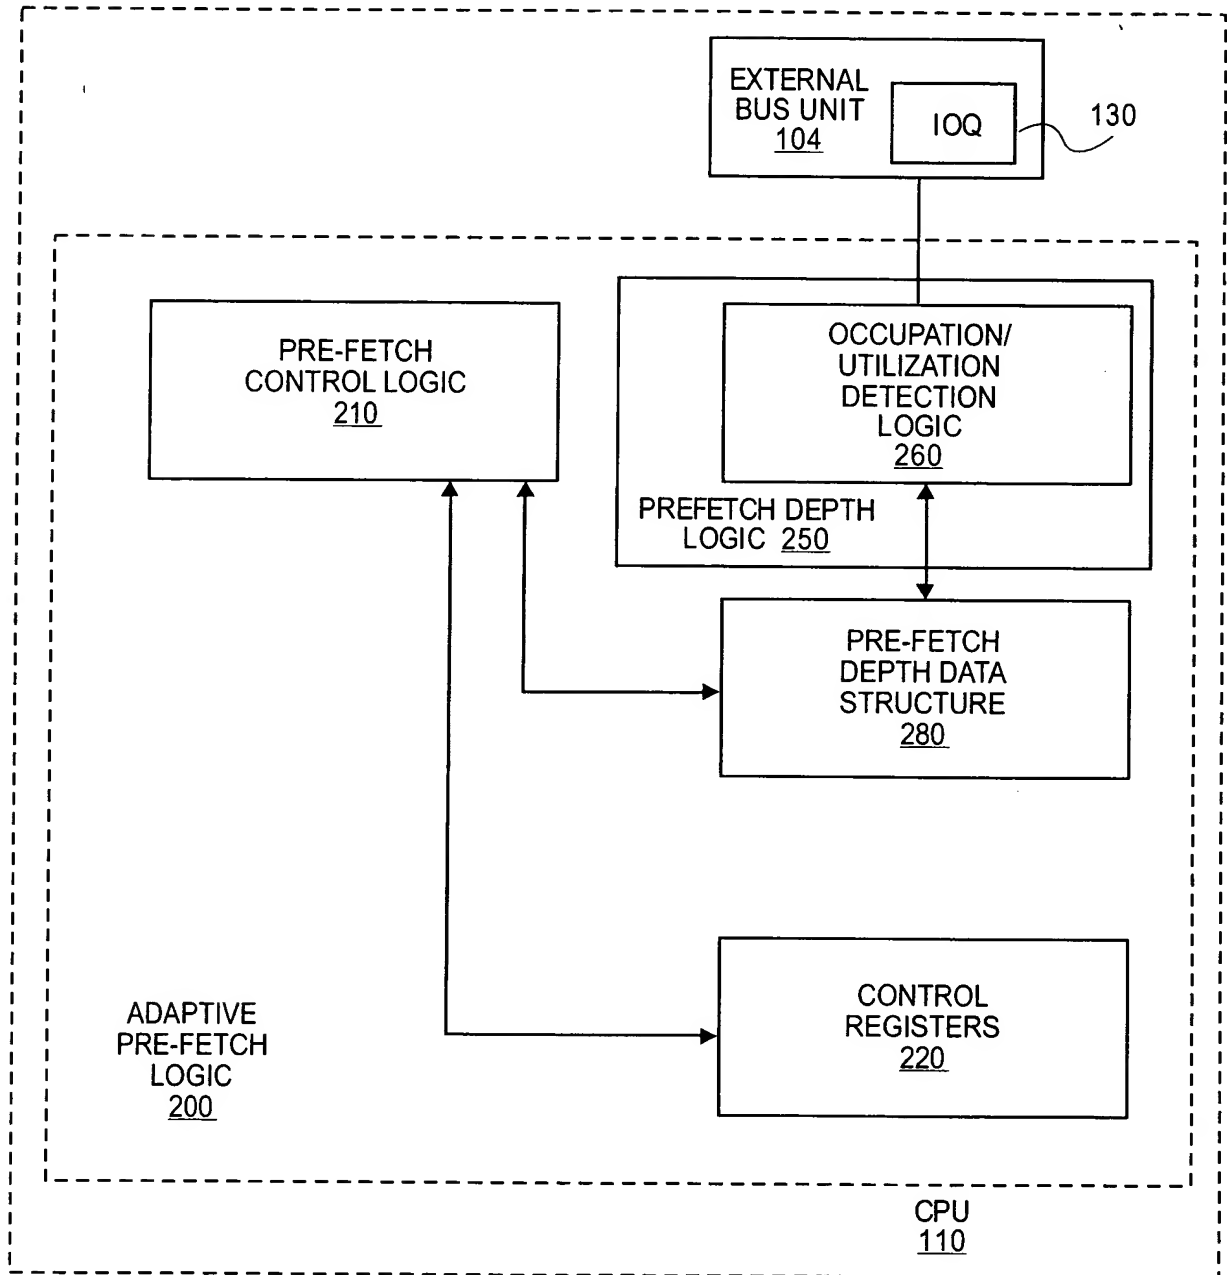 EXTERNAL
BUS UNIT
104
IOQ
130
PRE-FETCH
CONTROL LOGIC
210
OCCUPATION/
UTILIZATION
DETECTION
LOGIC
260
PREFETCH DEPTH
LOGIC 250
PRE-FETCH
DEPTH DATA
STRUCTURE
280
CONTROL
REGISTERS
220
ADAPTIVE
PRE-FETCH
LOGIC
200
CPU
110